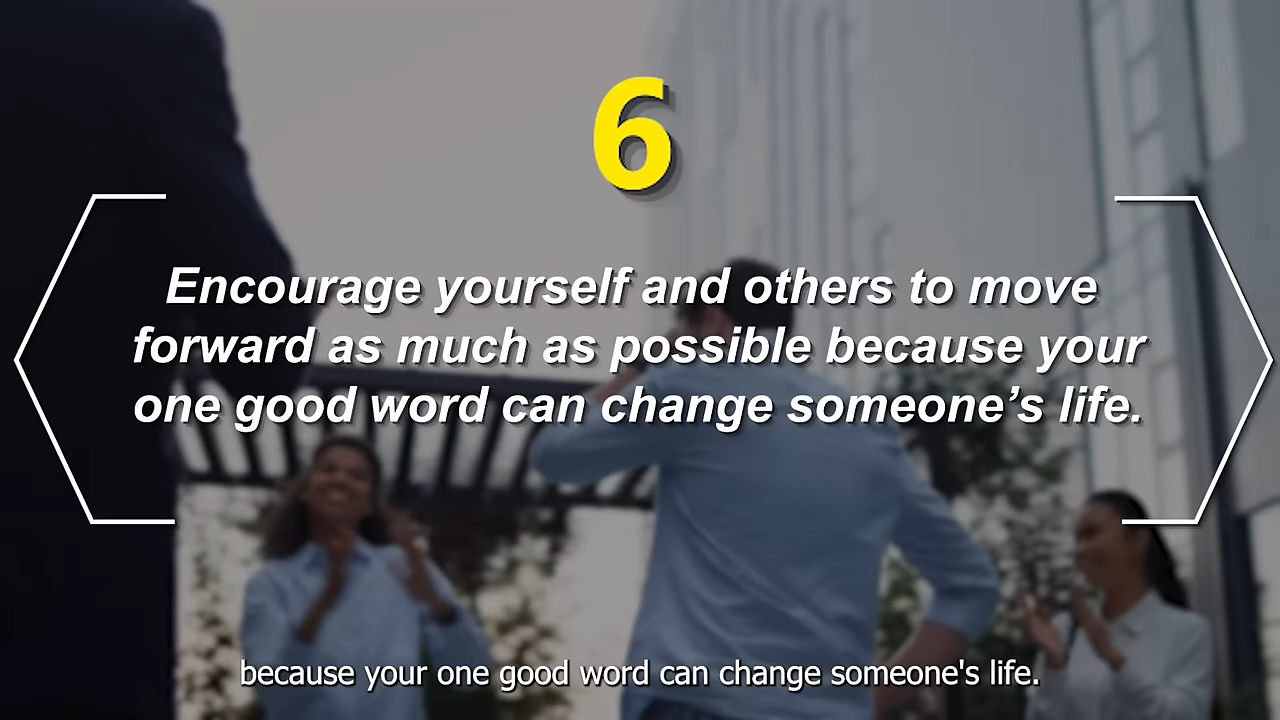 6
Encourage yourself and others to move
forward as much as possible because your
one good word can change someone’s life.
because your one good word can change someone's life.